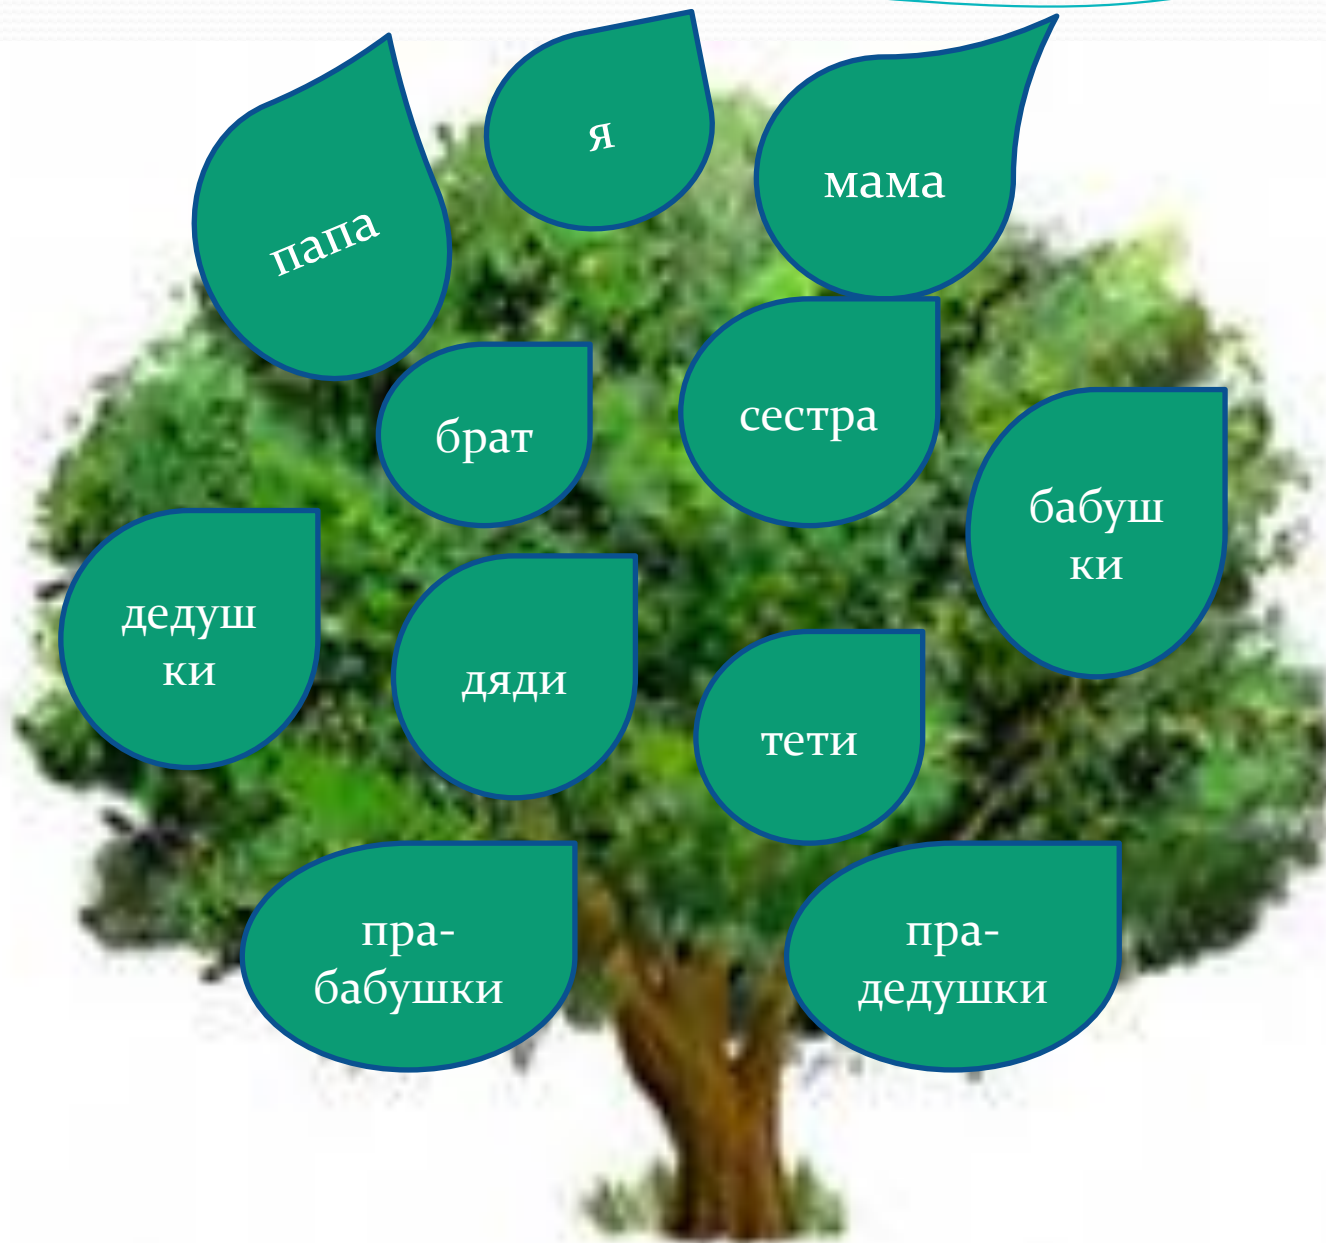 я
мама
папа
брат
сестра
бабуш
ки
дедуш
ки
дяди
тети
пра-
бабушки
пра-
дедушки